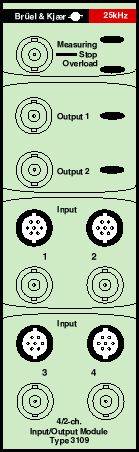 Brüel & Kjær 25kHz
Measuring
Stop
Overload
Output 1
Output 2
Input
1 2
Input
3 4
4/2-ch.
Input/Output Module
Type 3109